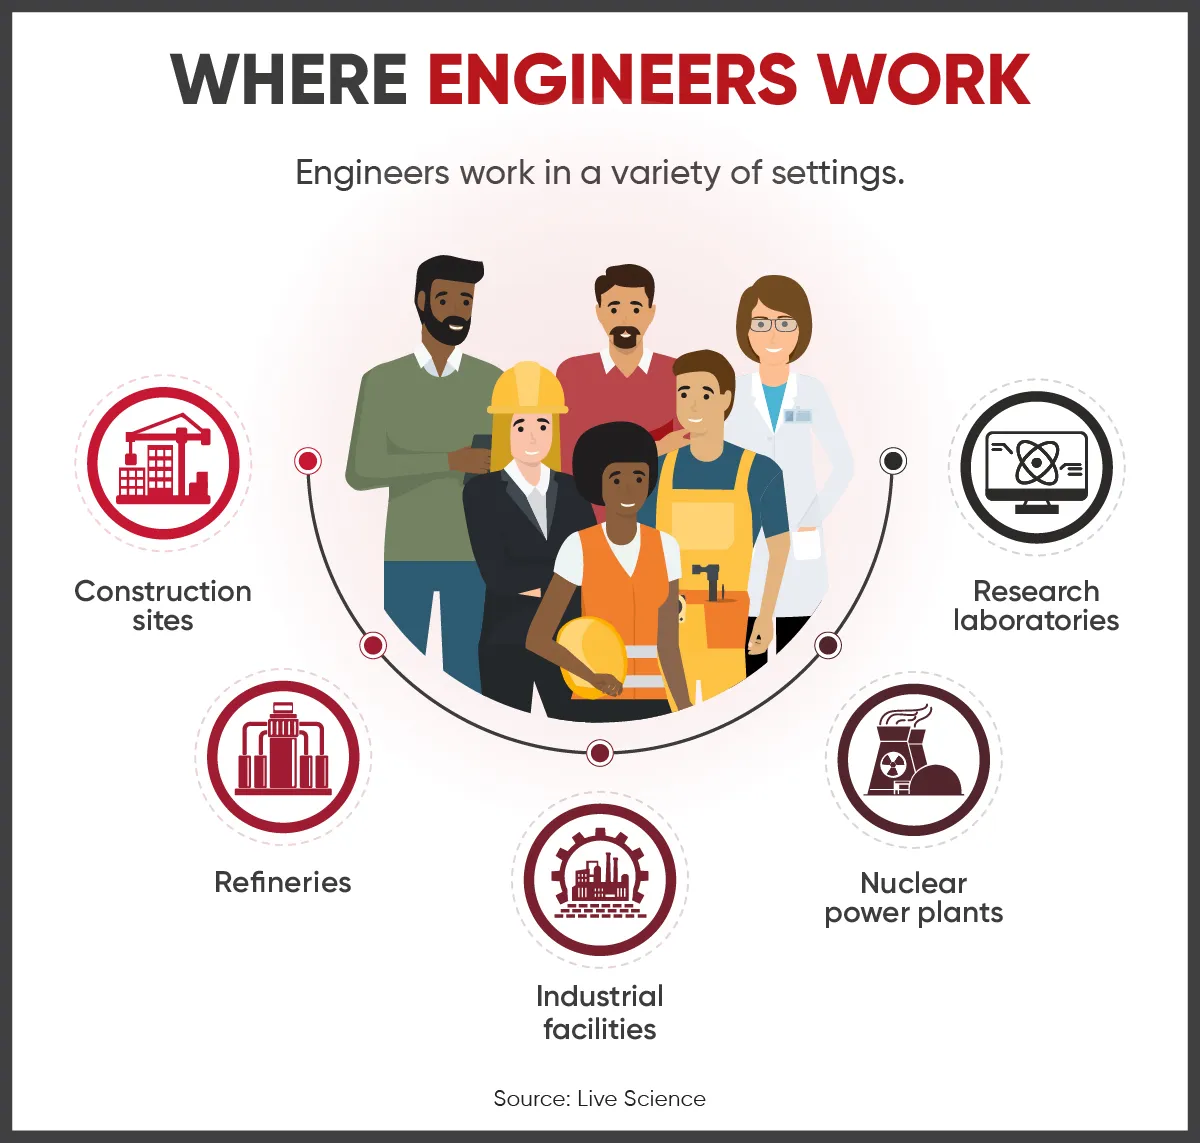 WHERE ENGINEERS WORK
Engineers work in a variety of settings.
Construction
sites
Refineries
Industrial
facilities
Nuclear
power plants
Research
laboratories
Source: Live Science